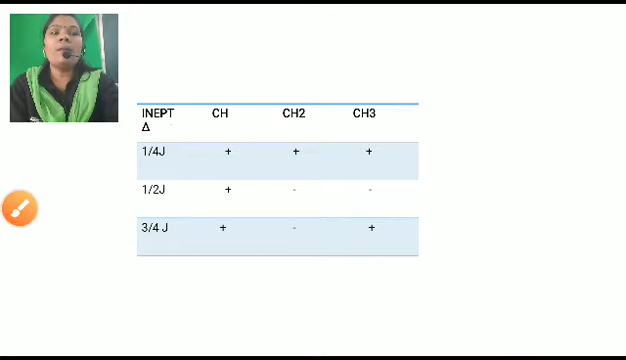 INEPT CH CH2 CH3
Δ
1/4J + + +
1/2J + - -
3/4 J + - +